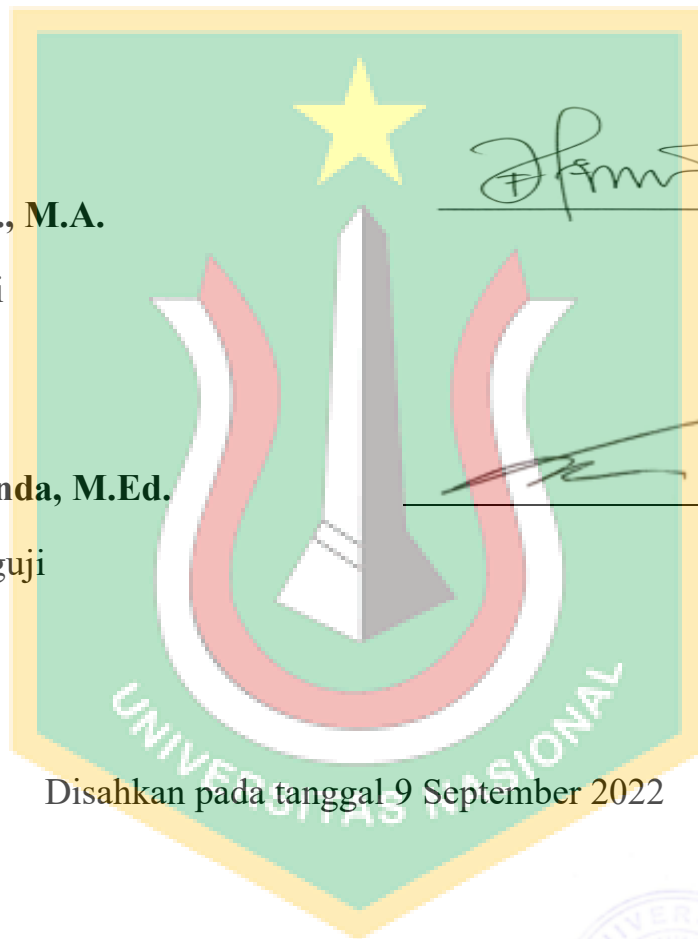 ., M.A.
i
nda, M.Ed.
guji
UNIVERSITAS NASIONAL
Disahkan pada tanggal 9 September 2022